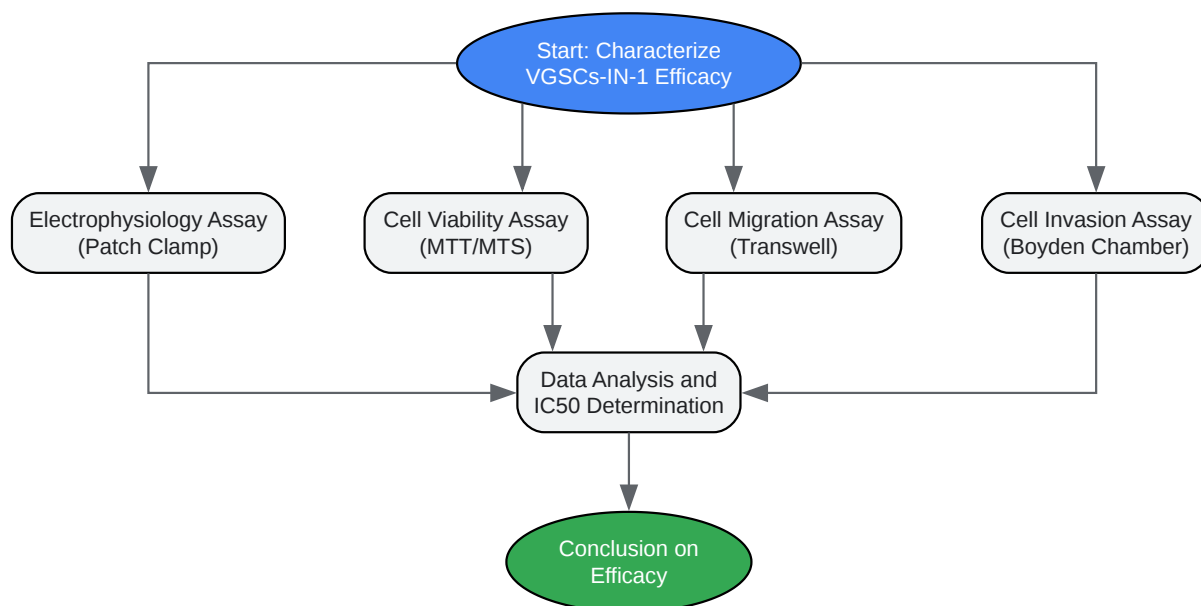 Start: Characterize
VGSCs-IN-1 Efficacy
Electrophysiology Assay
(Patch Clamp)
Cell Viability Assay
(MTT/MTS)
Cell Migration Assay
(Transwell)
Cell Invasion Assay
(Boyden Chamber)
Data Analysis and
IC50 Determination
Conclusion on
Efficacy